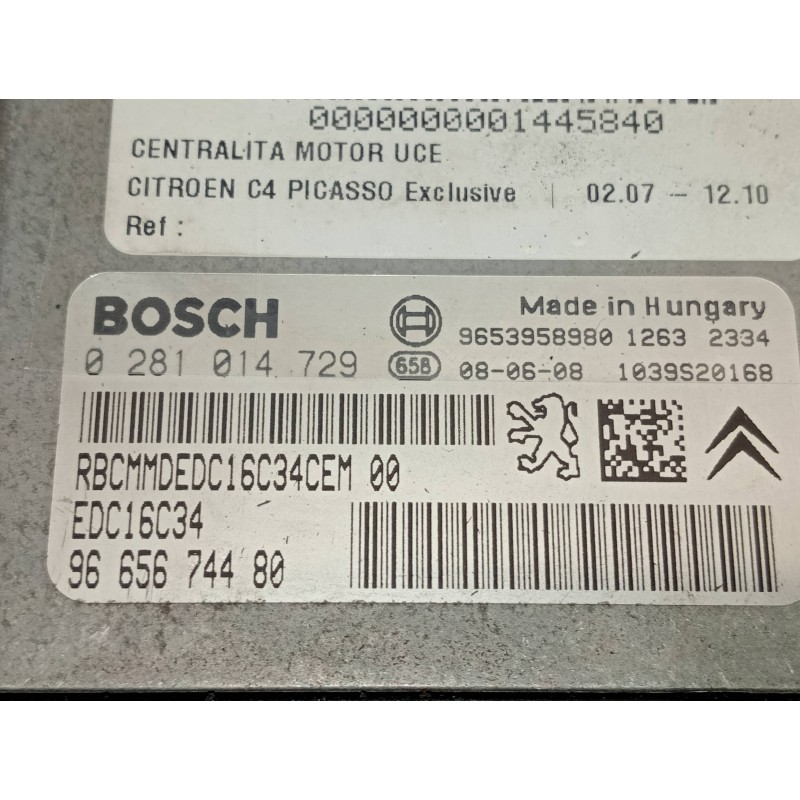 0000000001445840
CENTRALITA MOTOR UCE
CITROEN C4 PICASSO Exclusive | 02.07 - 12.10
Ref :
BOSCH
Made in Hungary
9653958980 1263 2334
0 281 014 729
658
08-06-08 1039S20168
RBCMMDEDC16C34CEM 00
EDC16C34
96 656 744 80